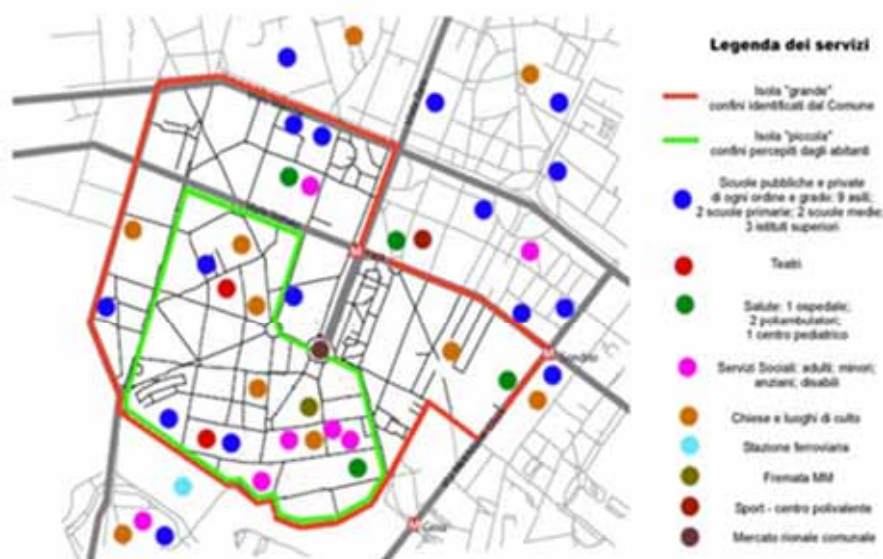 Legenda dei servizi
Isola "grande"
confini identificati dal Comune
Isola "piccola"
confini percepiti dagli abitanti
Scuole pubbliche e private
di ogni ordine e grado: 9 asili;
2 scuole primarie; 2 scuole medie;
3 istituti superiori
Teatri
Salute: 1 ospedale;
2 poliambulatori;
1 centro pediatrico
Servizi Sociali: adulti; minori;
anziani; disabili
Chiese e luoghi di culto
Stazione ferroviaria
Fremata MM
Sport - centro polivalente
Mercato rionale comunale
M
M
Sondrio
M
Gioia